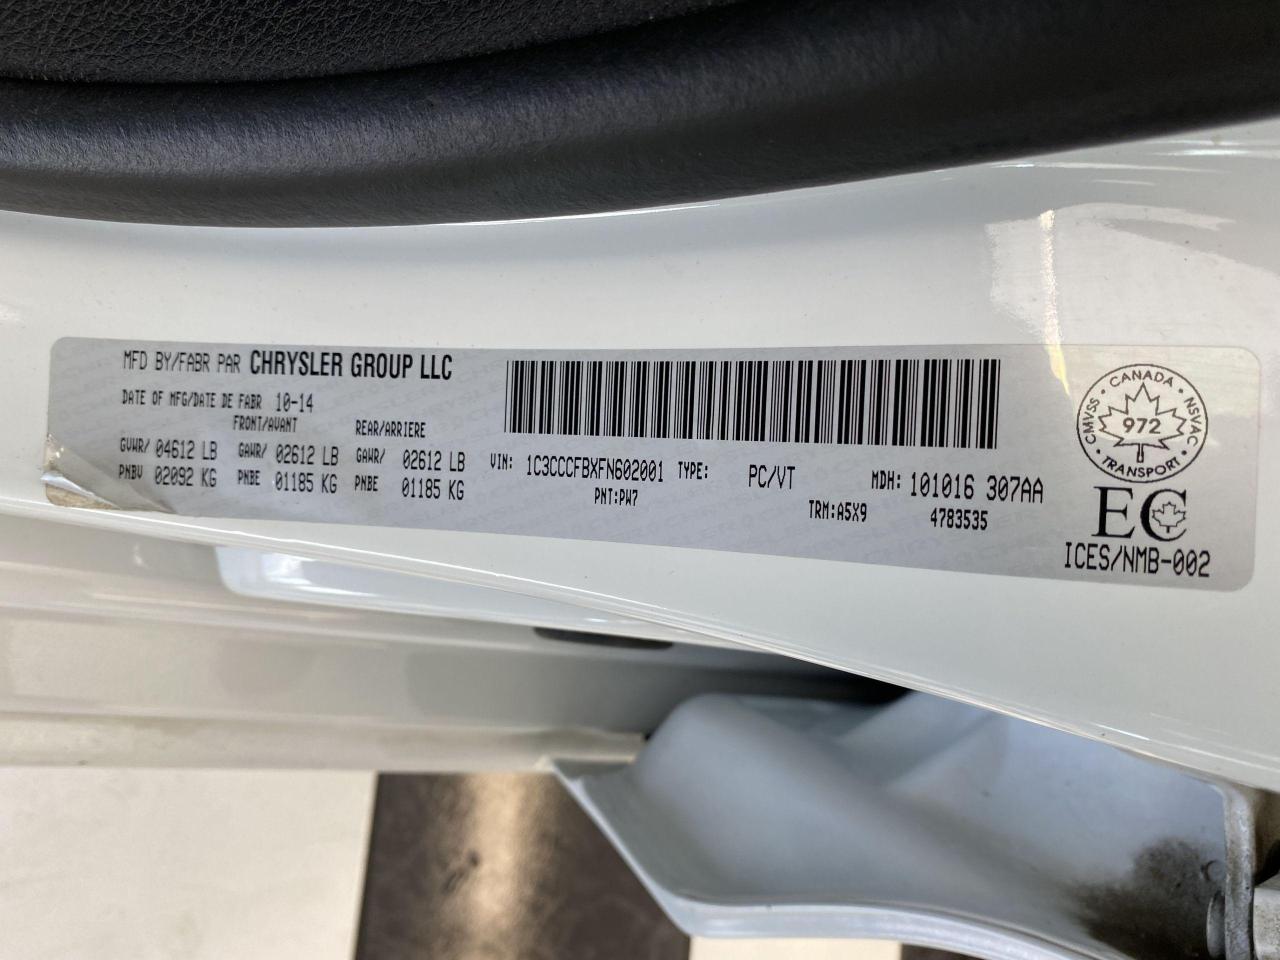 MFD BY/FABR PAR CHRYSLER GROUP LLC
DATE OF MFG/DATE DE FABR 10-14
FRONT/AVANT REAR/ARRIERE
GVWR/ 04612 LB GAWR/ 02612 LB GAWR/ 02612 LB
PNBV 02092 KG PNBE 01185 KG PNBE 01185 KG
VIN: 1C3CCCFBXFN602001 TYPE: PC/VT MDH: 101016 307AA
PNT:PW7 TRM:A5X9 4783535
CANADA
CMVSS 972 NSVAC
TRANSPORT
EC
ICES/NMB-002